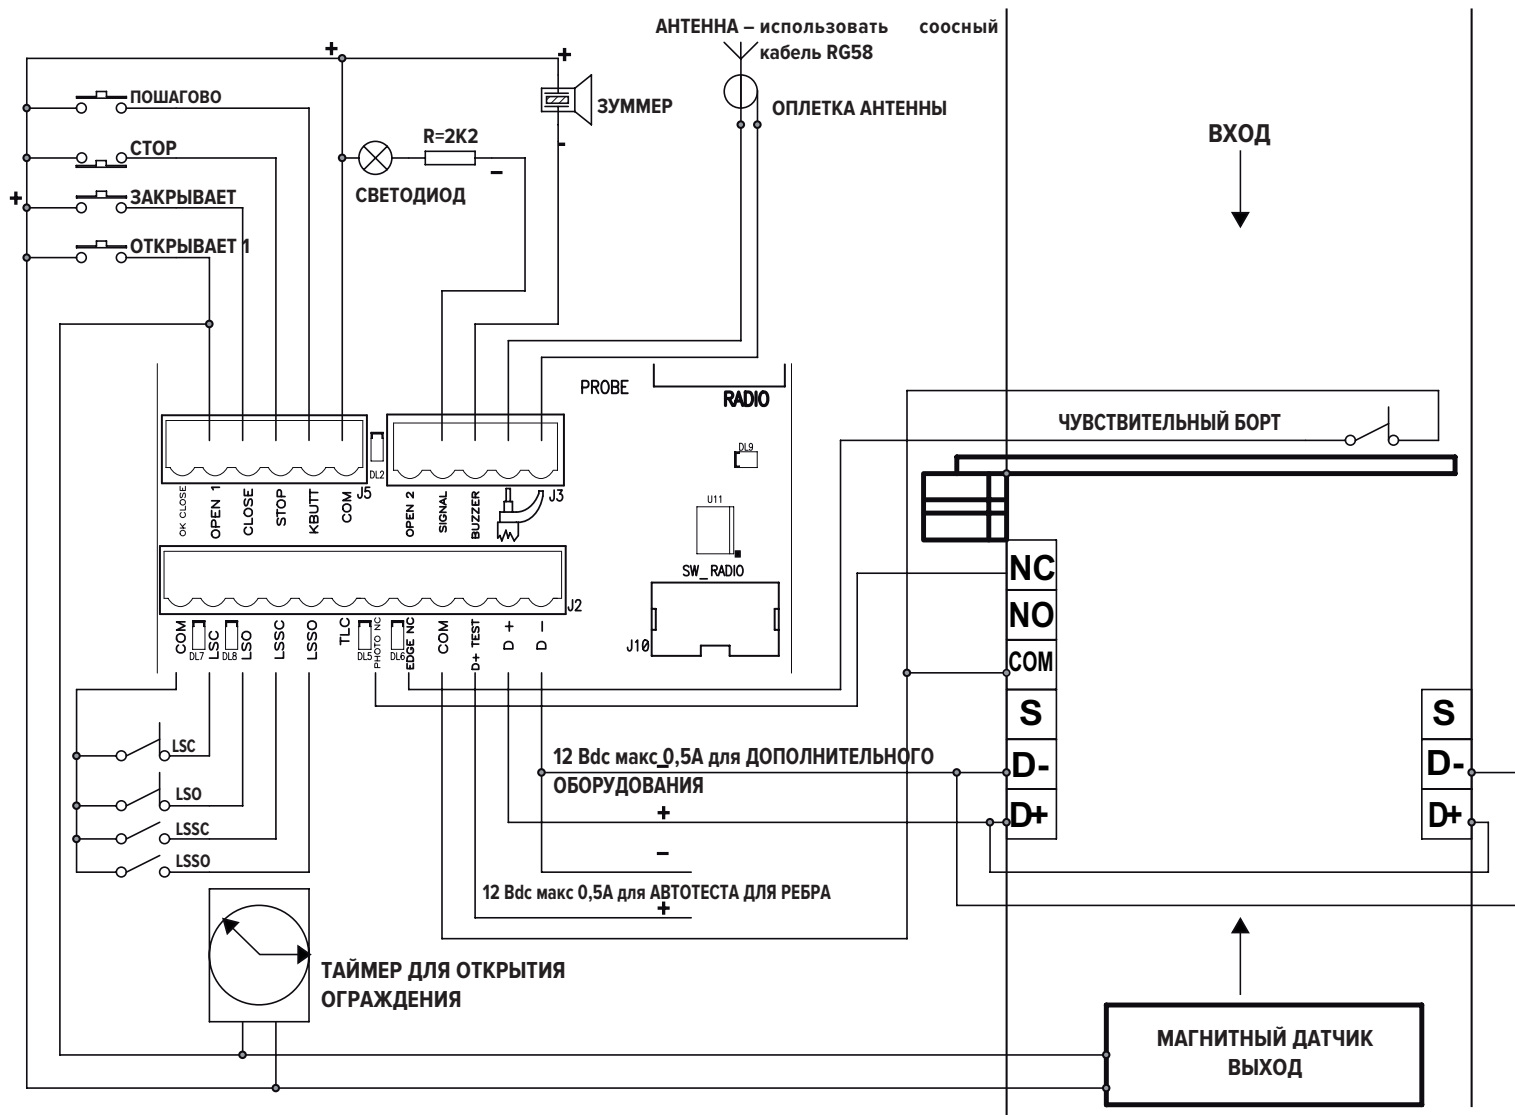 АНТЕННА – использовать соосный
кабель RG58
+
+
ПОШАГОВО
ЗУММЕР
ОПЛЕТКА АНТЕННЫ
ВХОД
R=2K2
-
СТОР
–
СВЕТОДИОД
+
ЗАКРЫВАЕТ
ОТКРЫВАЕТ 1
PROBE
RADIO
ЧУВСТВИТЕЛЬНЫЙ БОРТ
DL9
DL2
J5
J3
OK CLOSE
OPEN 1
CLOSE
STOP
KBUTT
COM
OPEN 2
SIGNAL
BUZZER
U11
SW_RADIO
NC
NO
COM
S
D-
D+
S
D-
D+
J2
J10
COM
DL7
LSC
DL8
LSO
LSSC
LSSO
TLC
DL5
PHOTO NC
DL6
EDGE NC
COM
D+ TEST
D +
D –
LSC
LSO
LSSC
LSSO
12 Bdc макс 0,5А для ДОПОЛНИТЕЛЬНОГО
–
ОБОРУДОВАНИЯ
+
–
12 Bdc макс 0,5А для АВТОТЕСТА ДЛЯ РЕБРА
+
ТАЙМЕР ДЛЯ ОТКРЫТИЯ
ОГРАЖДЕНИЯ
МАГНИТНЫЙ ДАТЧИК
ВЫХОД